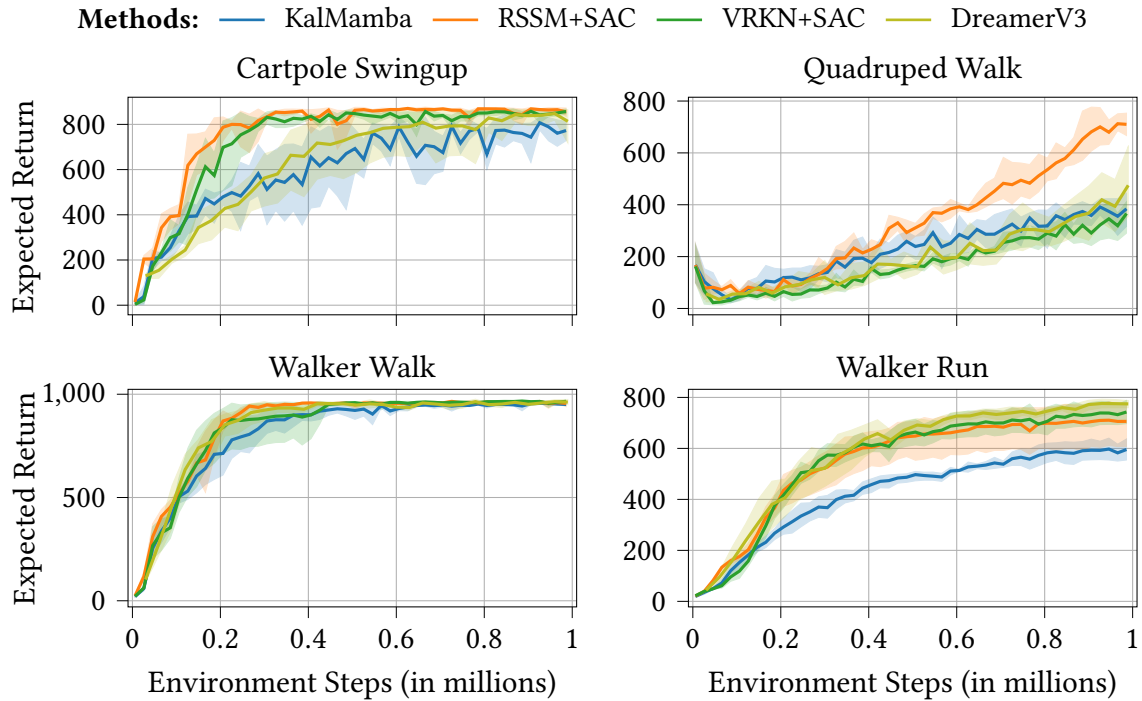 Methods: KalMamba RSSM+SAC VRKN+SAC DreamerV3
Cartpole Swingup
Quadruped Walk
Expected Return
800
600
400
200
0
800
600
400
200
0
Walker Walk
Walker Run
Expected Return
1,000
500
0
800
600
400
200
0
0 0.2 0.4 0.6 0.8 1
0 0.2 0.4 0.6 0.8 1
Environment Steps (in millions)
Environment Steps (in millions)